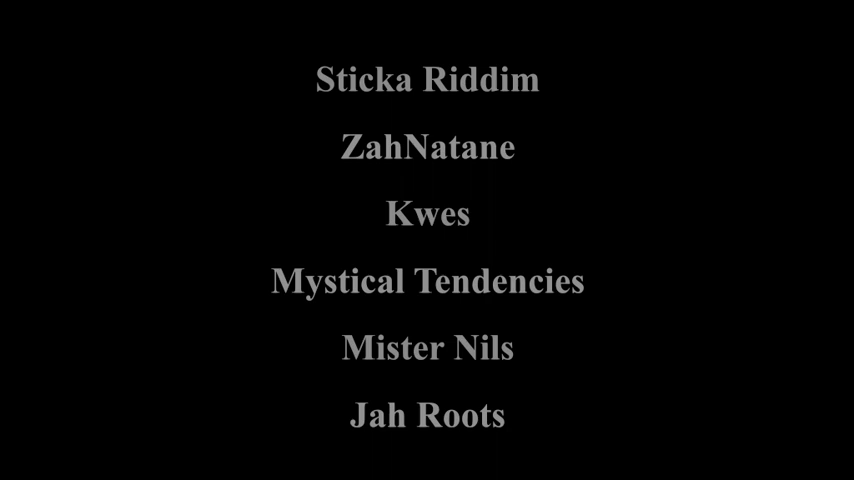 Sticka Riddim
ZahNatane
Kwes
Mystical Tendencies
Mister Nils
Jah Roots